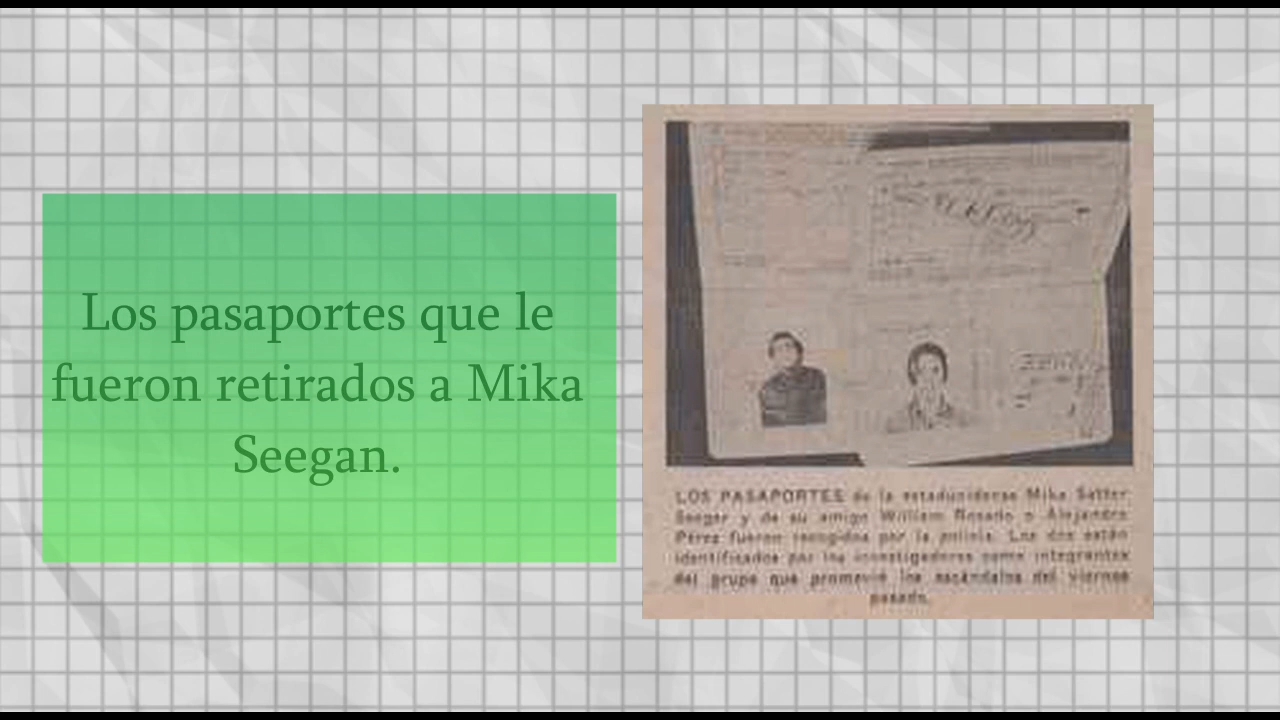 Los pasaportes que le
fueron retirados a Mika
Seegan.
LOS PASAPORTES de la estadunidense Mika Satter
Seeger y de su amigo William Rosario o Alejandro
Pérez fueron recogidos por la policía. Los dos están
identificados por los investigadores como integrantes
del grupo que promovió los escándalos del viernes
pasado.